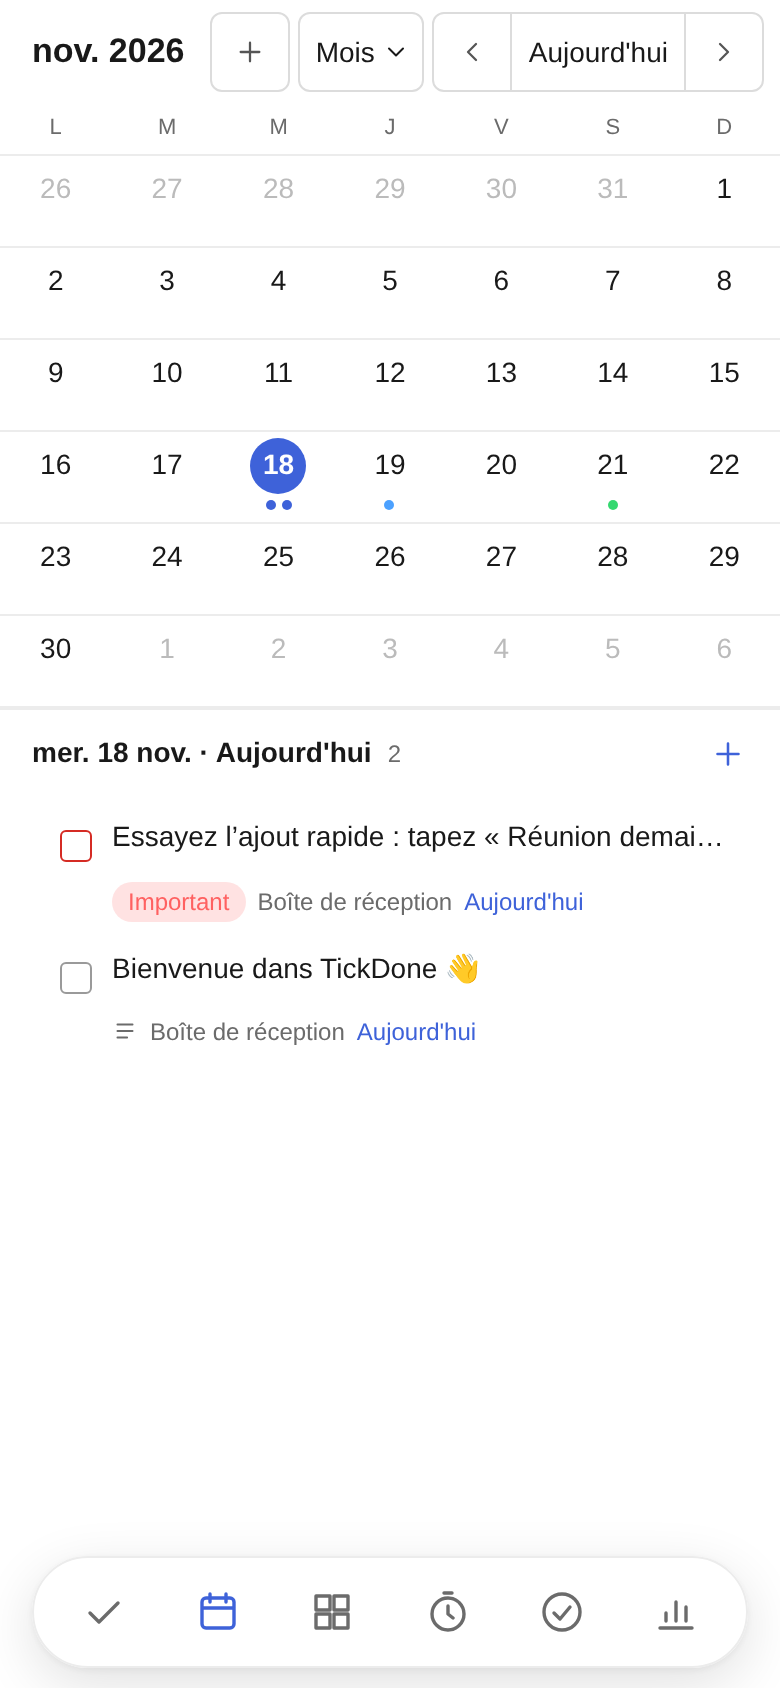 nov. 2026 Mois Aujourd'hui
L M M J V S D
26 27 28 29 30 31 1
2 3 4 5 6 7 8
9 10 11 12 13 14 15
16 17 18 19 20 21 22
23 24 25 26 27 28 29
30 1 2 3 4 5 6
mer. 18 nov. · Aujourd'hui 2
Essayez l’ajout rapide : tapez « Réunion demai…
Important Boîte de réception Aujourd'hui
Bienvenue dans TickDone 👋
Boîte de réception Aujourd'hui